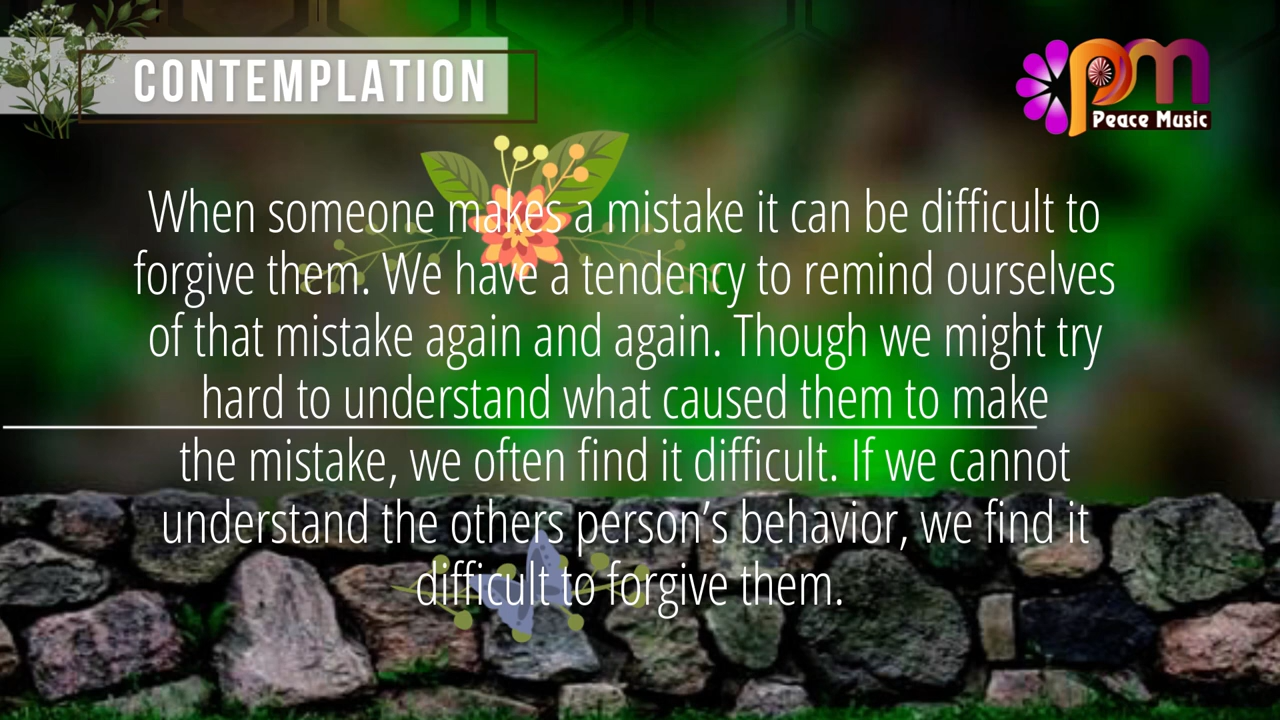 CONTEMPLATION
pm
Peace Music
When someone makes a mistake it can be difficult to
forgive them. We have a tendency to remind ourselves
of that mistake again and again. Though we might try
hard to understand what caused them to make
the mistake, we often find it difficult. If we cannot
understand the others person’s behavior, we find it
difficult to forgive them.